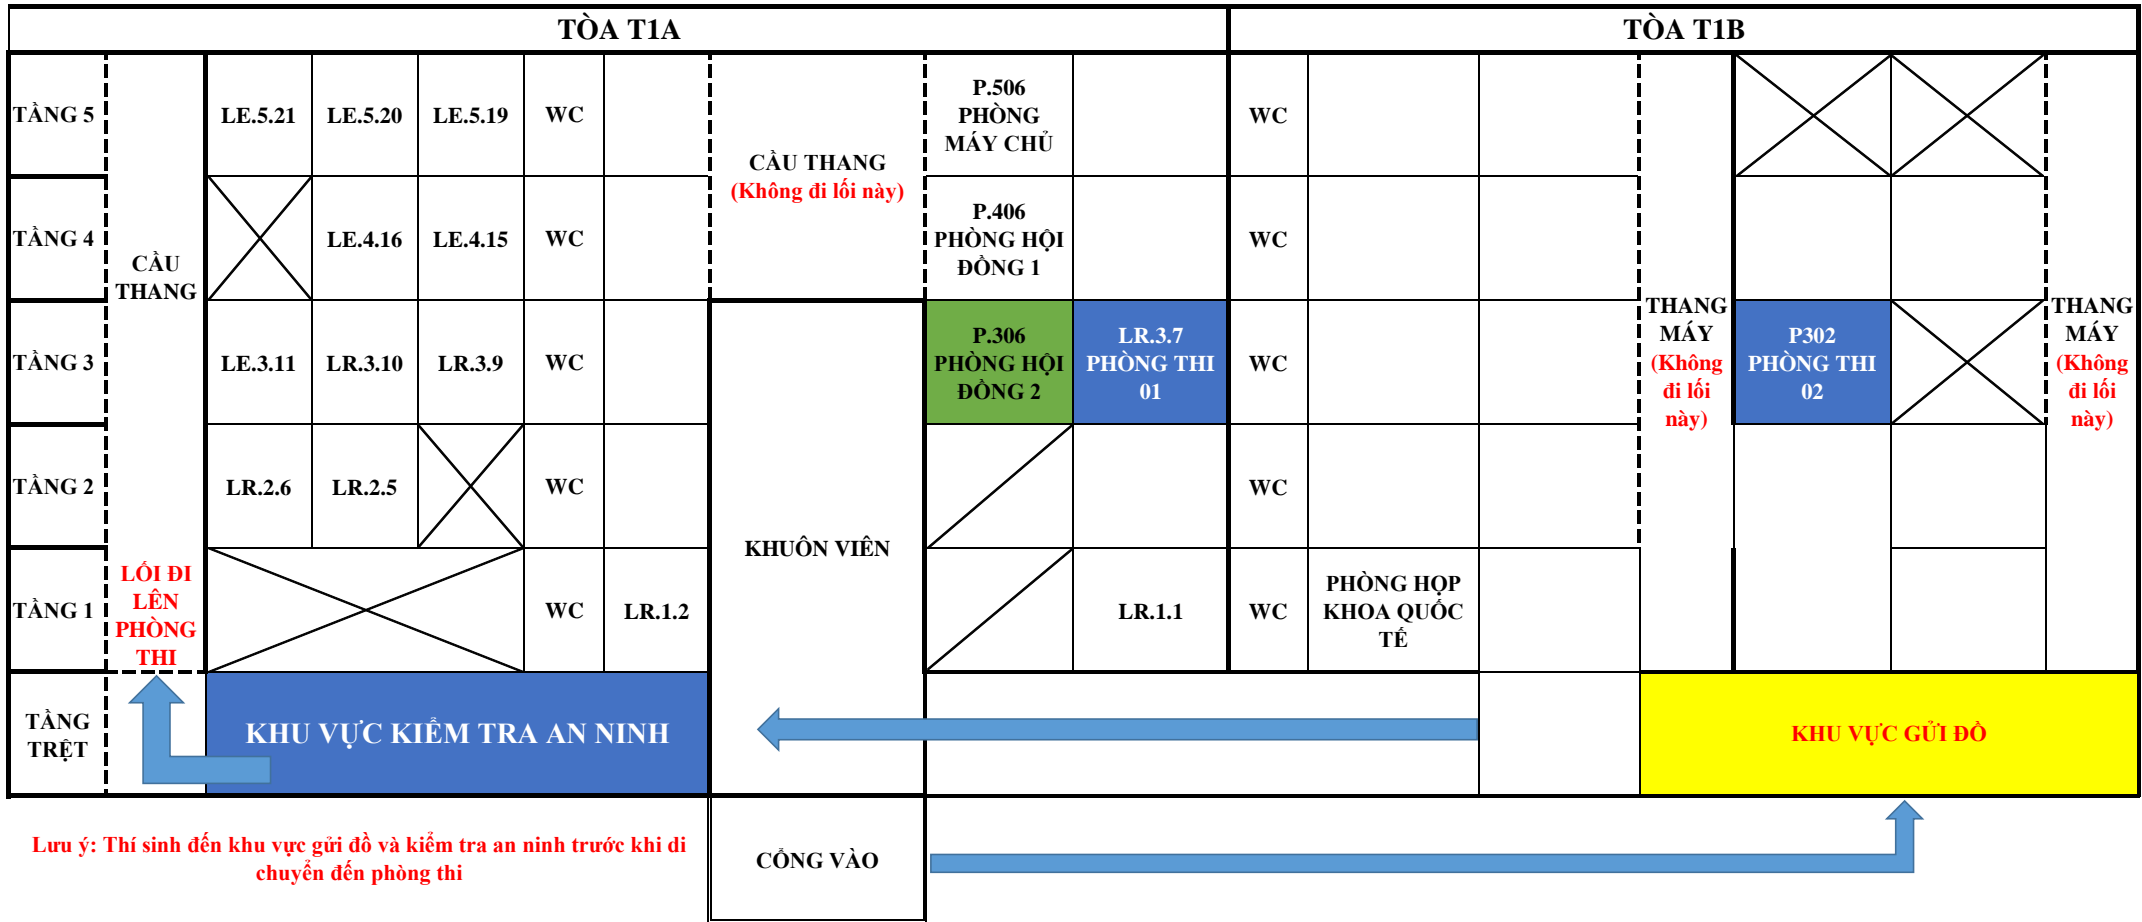 TÒA T1A
TÒA T1B
TẦNG 5
LE.5.21
LE.5.20
LE.5.19
WC
P.506
PHÒNG
MÁY CHỦ
WC
CẦU THANG
(Không đi lối này)
TẦNG 4
LE.4.16
LE.4.15
WC
P.406
PHÒNG HỘI
ĐỒNG 1
WC
CẦU
THANG
TẦNG 3
LE.3.11
LR.3.10
LR.3.9
WC
P.306
PHÒNG HỘI
ĐỒNG 2
LR.3.7
PHÒNG THI
01
WC
THANG
MÁY
(Không
đi lối
này)
P302
PHÒNG THI
02
THANG
MÁY
(Không
đi lối
này)
TẦNG 2
LR.2.6
LR.2.5
WC
WC
KHUÔN VIÊN
TẦNG 1
LỐI ĐI
LÊN
PHÒNG
THI
WC
LR.1.2
LR.1.1
WC
PHÒNG HỌP
KHOA QUỐC
TẾ
TẦNG
TRỆT
KHU VỰC KIỂM TRA AN NINH
KHU VỰC GỬI ĐỒ
Lưu ý: Thí sinh đến khu vực gửi đồ và kiểm tra an ninh trước khi di
chuyển đến phòng thi
CỔNG VÀO